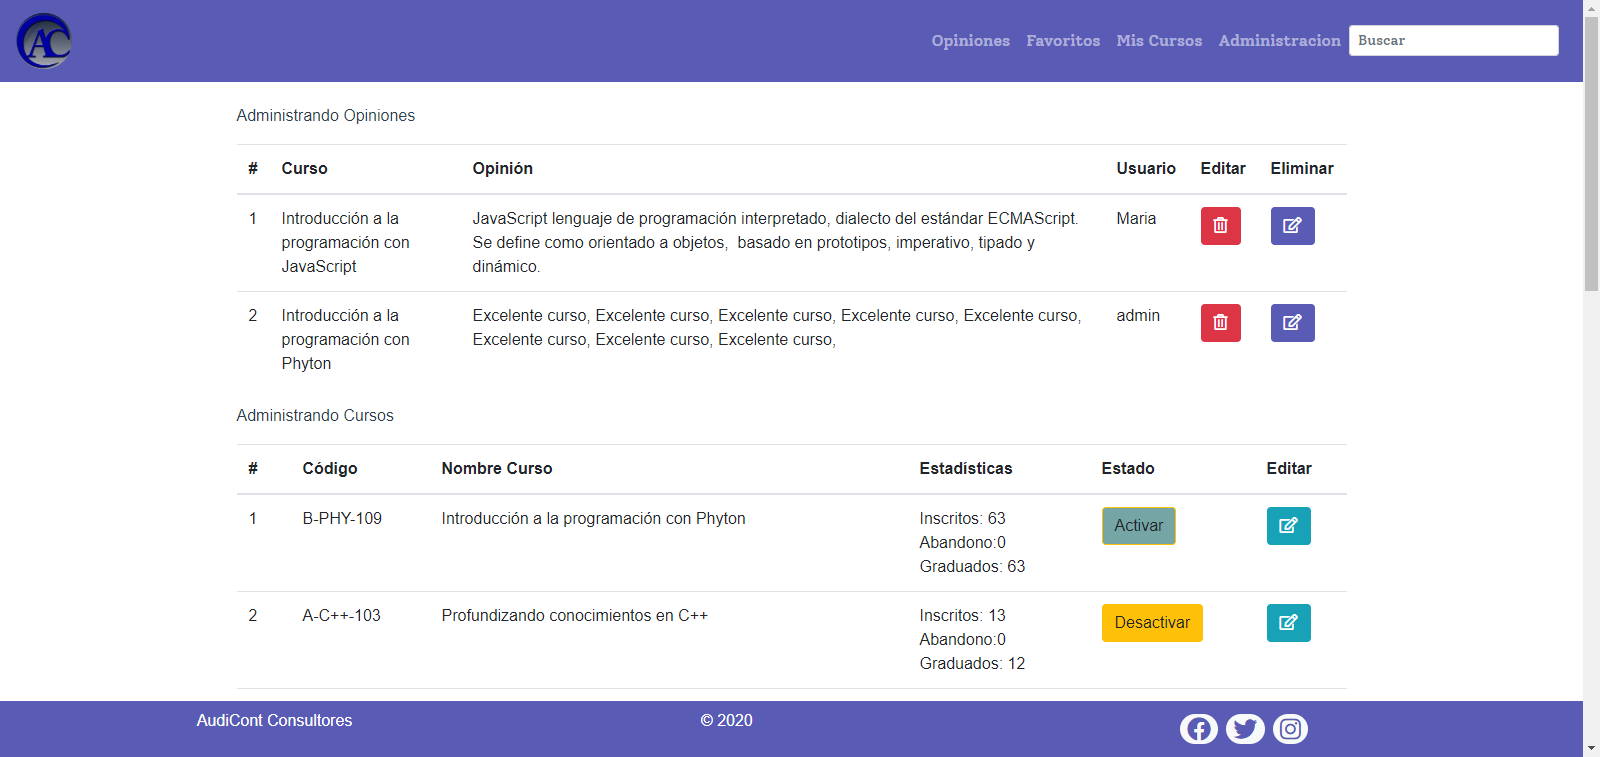 AC
Opiniones Favoritos Mis Cursos Administracion Buscar
Administrando Opiniones
# Curso Opinión Usuario Editar Eliminar
1 Introducción a la JavaScript lenguaje de programación interpretado, dialecto del estándar ECMAScript. Maria
programación con Se define como orientado a objetos, basado en prototipos, imperativo, tipado y
JavaScript dinámico.
2 Introducción a la Excelente curso, Excelente curso, Excelente curso, Excelente curso, Excelente curso, admin
programación con Excelente curso, Excelente curso, Excelente curso,
Phyton
Administrando Cursos
# Código Nombre Curso Estadísticas Estado Editar
1 B-PHY-109 Introducción a la programación con Phyton Inscritos: 63 Activar
Abandono:0
Graduados: 63
2 A-C++-103 Profundizando conocimientos en C++ Inscritos: 13 Desactivar
Abandono:0
Graduados: 12
AudiCont Consultores © 2020